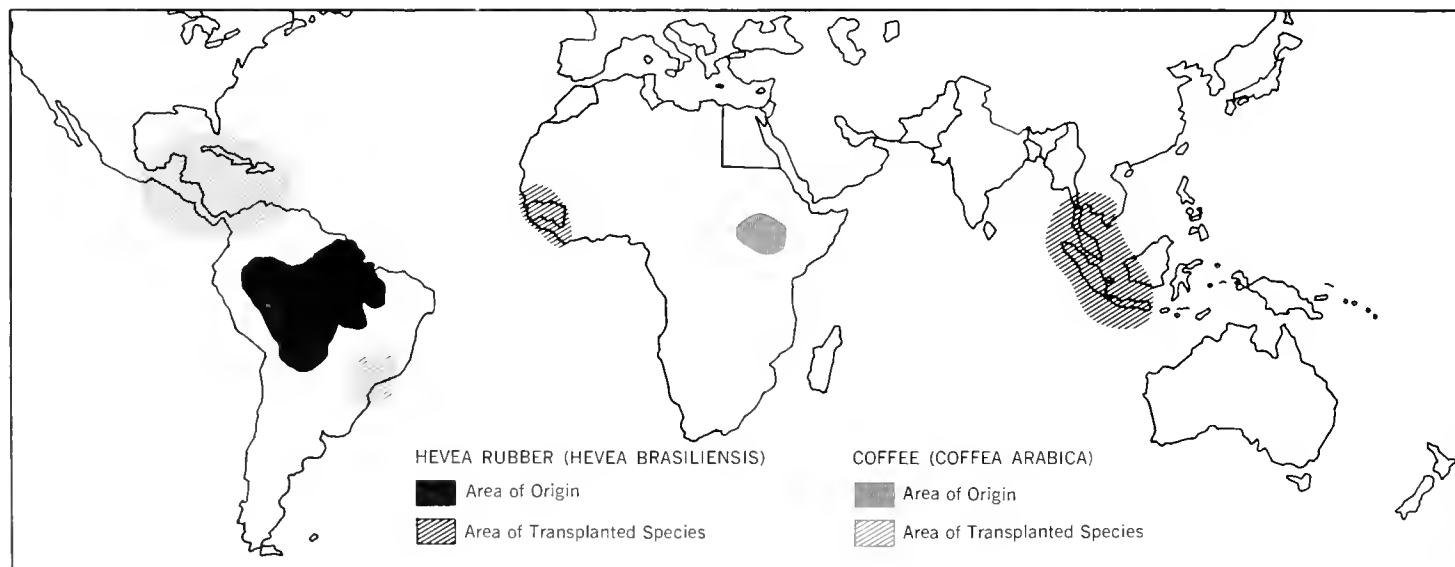 HEVEA RUBBER (HEVEA BRASILIENSIS)
Area of Origin
Area of Transplanted Species
COFFEE (COFFEA ARABICA)
Area of Origin
Area of Transplanted Species